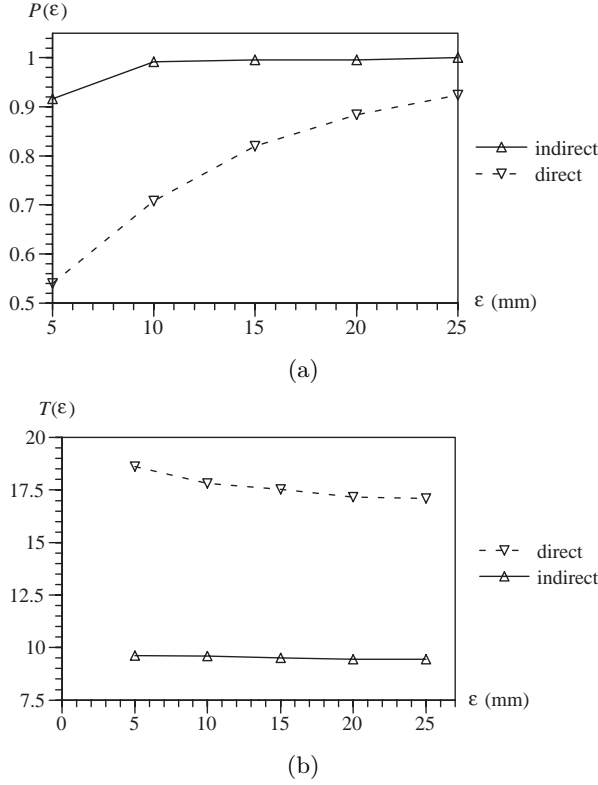 P(ε)
1
0.9
0.8
0.7
0.6
0.5
5 10 15 20 25
ε (mm)
indirect
direct
(a)
T(ε)
20
17.5
15
12.5
10
7.5
0 5 10 15 20 25
ε (mm)
direct
indirect
(b)